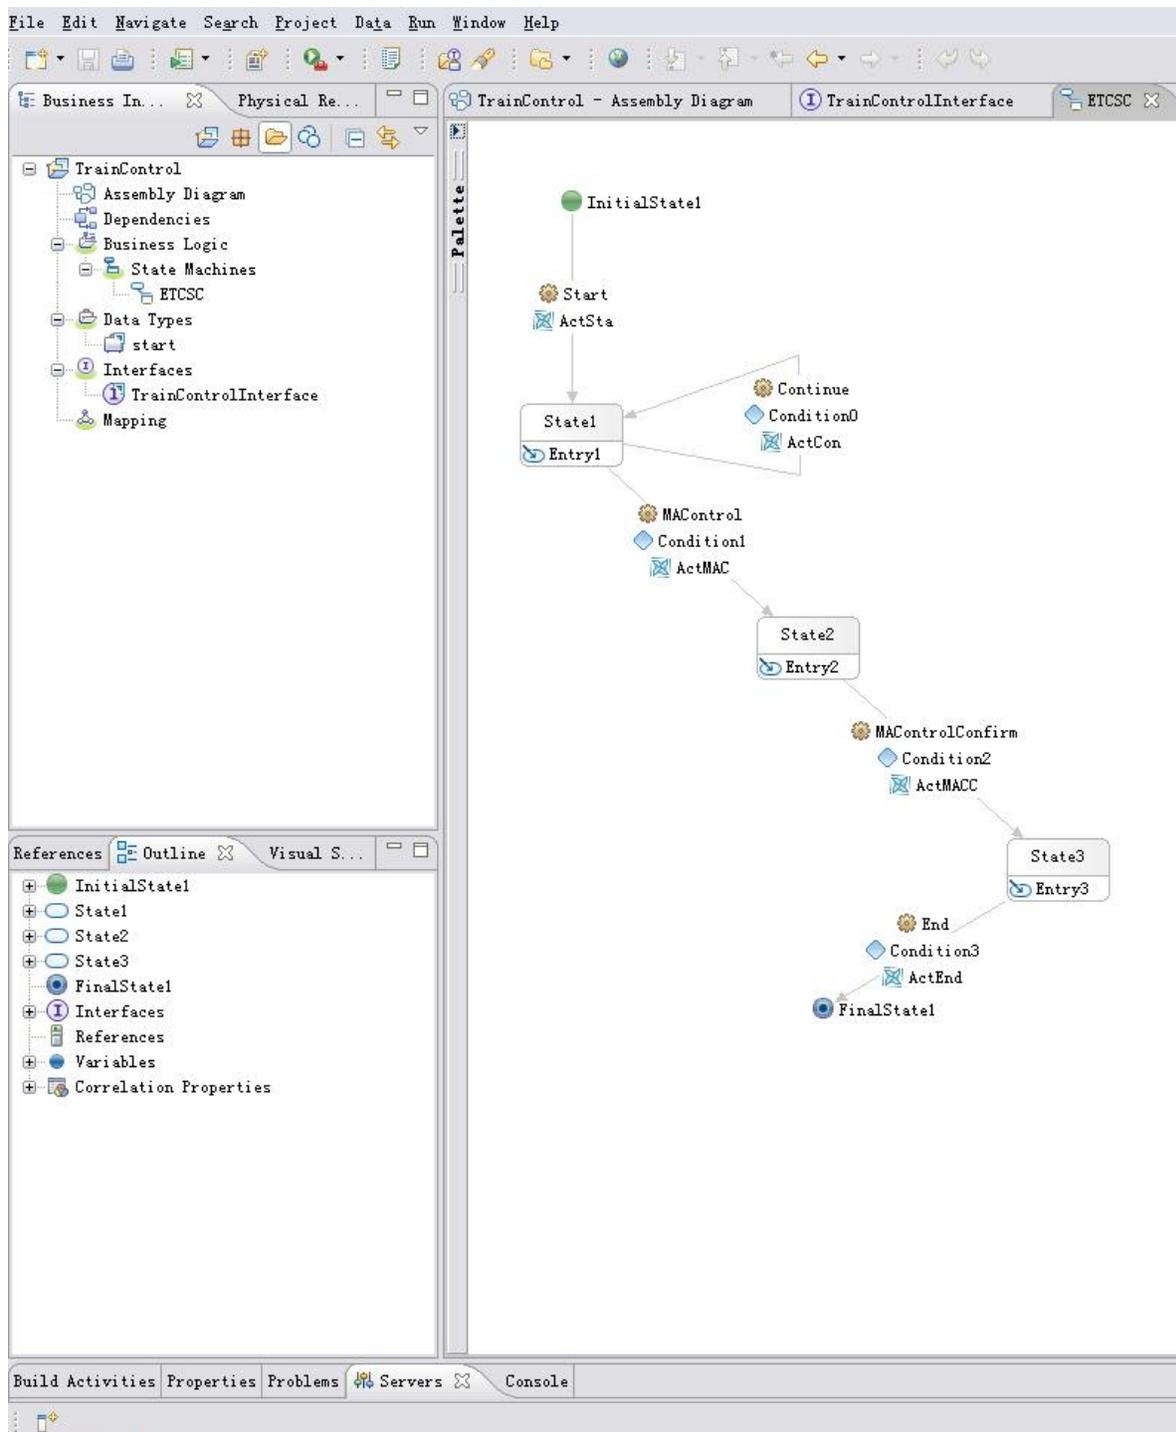 File Edit Navigate Search Project Data Run Window Help
Business In... Physical Re...
TrainControl - Assembly Diagram TrainControlInterface ETCSC
TrainControl
Assembly Diagram
Dependencies
Business Logic
State Machines
ETCSC
Data Types
start
Interfaces
TrainControlInterface
Mapping
Palette
InitialState1
Start
ActSta
State1
Entry1
Continue
Condition0
ActCon
MAControl
Condition1
ActMAC
State2
Entry2
MAControlConfirm
Condition2
ActMACC
State3
Entry3
End
Condition3
ActEnd
FinalState1
References Outline Visual S...
InitialState1
State1
State2
State3
FinalState1
Interfaces
References
Variables
Correlation Properties
Build Activities Properties Problems Servers Console